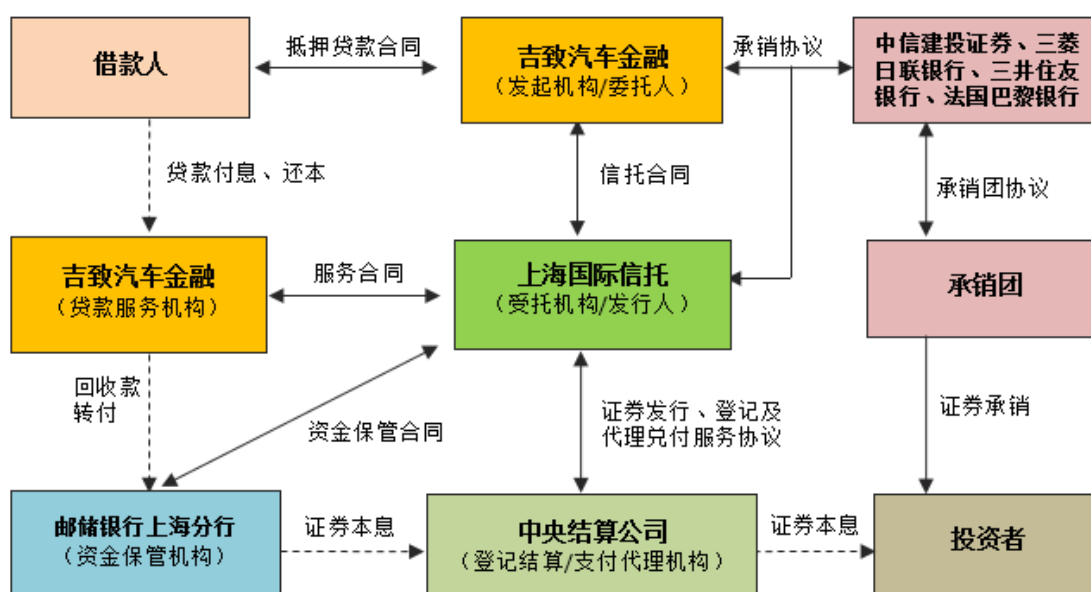 借款人
抵押贷款合同
吉致汽车金融
（发起机构/委托人）
承销协议
中信建投证券、三菱
日联银行、三井住友
银行、法国巴黎银行
贷款付息、还本
信托合同
承销团协议
吉致汽车金融
（贷款服务机构）
服务合同
上海国际信托
（受托机构/发行人）
承销团
回收款
转付
资金保管合同
证券发行、登记及
代理兑付服务协议
证券承销
邮储银行上海分行
（资金保管机构）
证券本息
中央结算公司
（登记结算/支付代理机构）
证券本息
投资者